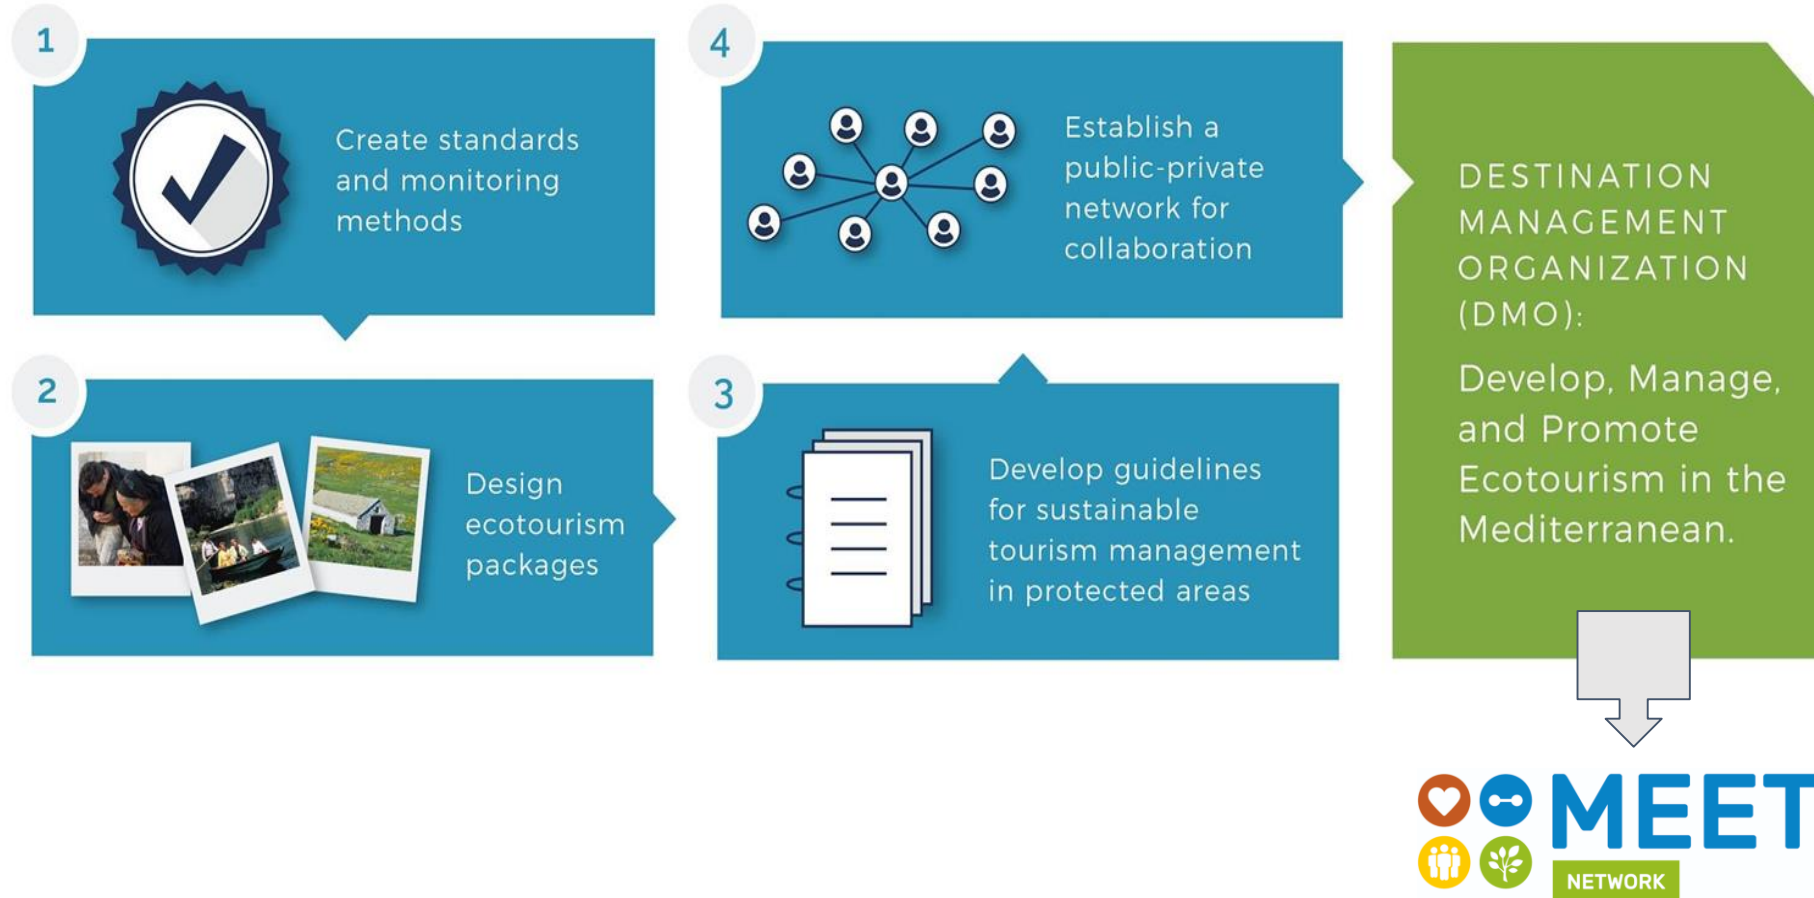 1
Create standards
and monitoring
methods
2
Design
ecotourism
packages
3
Develop guidelines
for sustainable
tourism management
in protected areas
4
Establish a
public-private
network for
collaboration
DESTINATION
MANAGEMENT
ORGANIZATION
(DMO):
Develop, Manage,
and Promote
Ecotourism in the
Mediterranean.
MEET
NETWORK